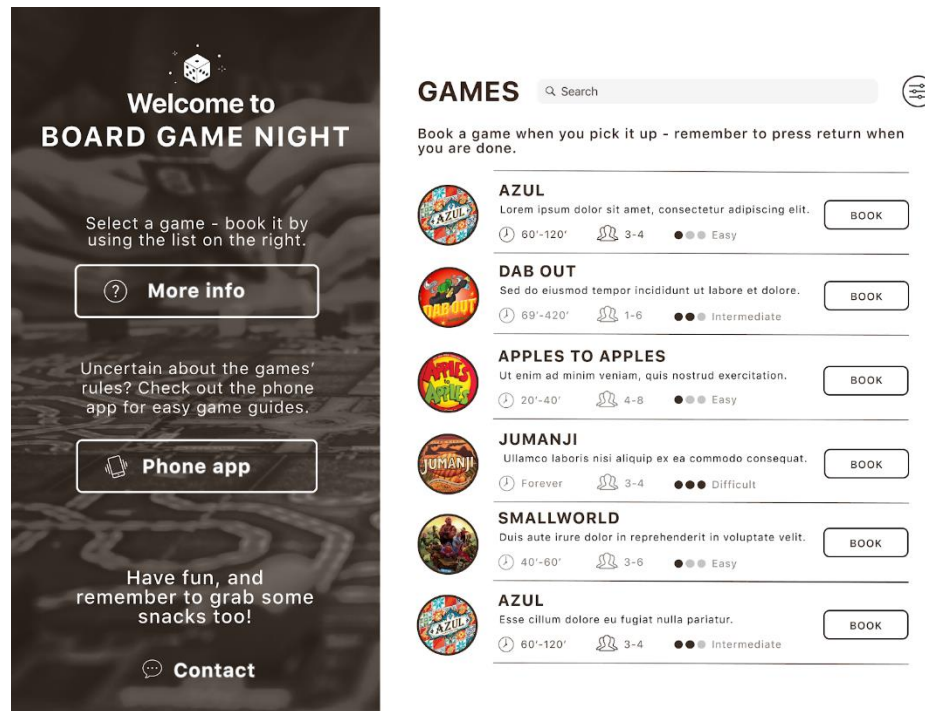 Welcome to
BOARD GAME NIGHT
Select a game - book it by
using the list on the right.
? More info
Uncertain about the games'
rules? Check out the phone
app for easy game guides.
Phone app
Have fun, and
remember to grab some
snacks too!
Contact
GAMES
Search
Book a game when you pick it up - remember to press return when
you are done.
AZUL
AZUL
Lorem ipsum dolor sit amet, consectetur adipiscing elit.
60'-120' 3-4 Easy
BOOK
DAB OUT
DAB OUT
Sed do eiusmod tempor incididunt ut labore et dolore.
69'-420' 1-6 Intermediate
BOOK
APPLES to APPLES
APPLES TO APPLES
Ut enim ad minim veniam, quis nostrud exercitation.
20'-40' 4-8 Easy
BOOK
JUMANJI
JUMANJI
Ullamco laboris nisi aliquip ex ea commodo consequat.
Forever 3-4 Difficult
BOOK
SMALLWORLD
Duis aute irure dolor in reprehenderit in voluptate velit.
40'-60' 3-6 Easy
BOOK
AZUL
AZUL
Esse cillum dolore eu fugiat nulla pariatur.
60'-120' 3-4 Intermediate
BOOK